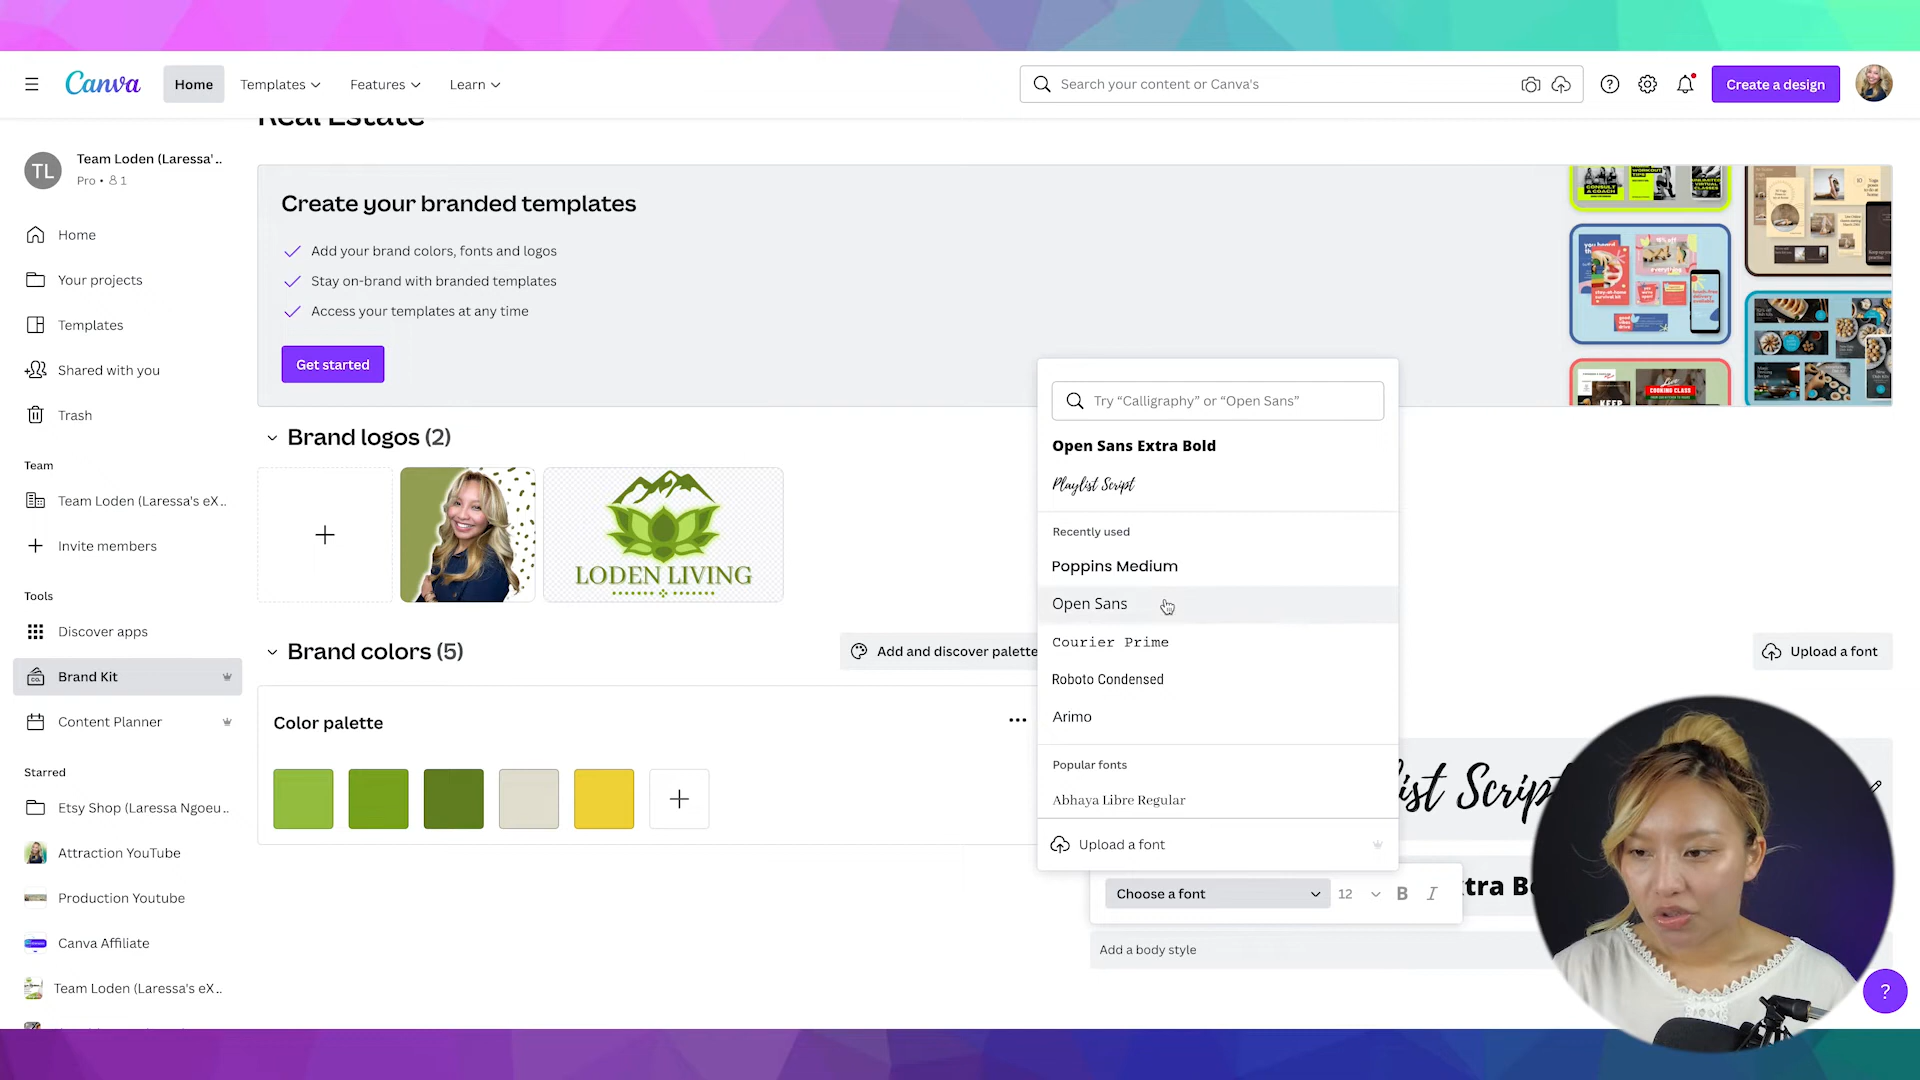 Canva
Home
Templates
Features
Learn
Search your content or Canva's
Create a design
Real Estate
TL
Team Loden (Laressa'..
Pro • 1
Home
Your projects
Templates
Shared with you
Trash
Team
Team Loden (Laressa's eX..
Invite members
Tools
Discover apps
CO.
Brand Kit
Content Planner
Starred
Etsy Shop (Laressa Ngoeu..
Attraction YouTube
Production Youtube
Canva Affiliate
Team Loden (Laressa's eX..
Create your branded templates
Add your brand colors, fonts and logos
Stay on-brand with branded templates
Access your templates at any time
Get started
CONSULT
A COACH
COOKING CLASS
KEEP
Brand logos (2)
LODEN LIVING
Brand colors (5)
Add and discover palette
Color palette
Try “Calligraphy” or “Open Sans”
Open Sans Extra Bold
Playlist Script
Recently used
Poppins Medium
Open Sans
Courier Prime
Roboto Condensed
Arimo
Popular fonts
Abhaya Libre Regular
Upload a font
Upload a font
ist Scrip
Choose a font
12
B
I
tra B
Add a body style
?